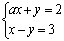 {ax + y = 2
x − y = 3